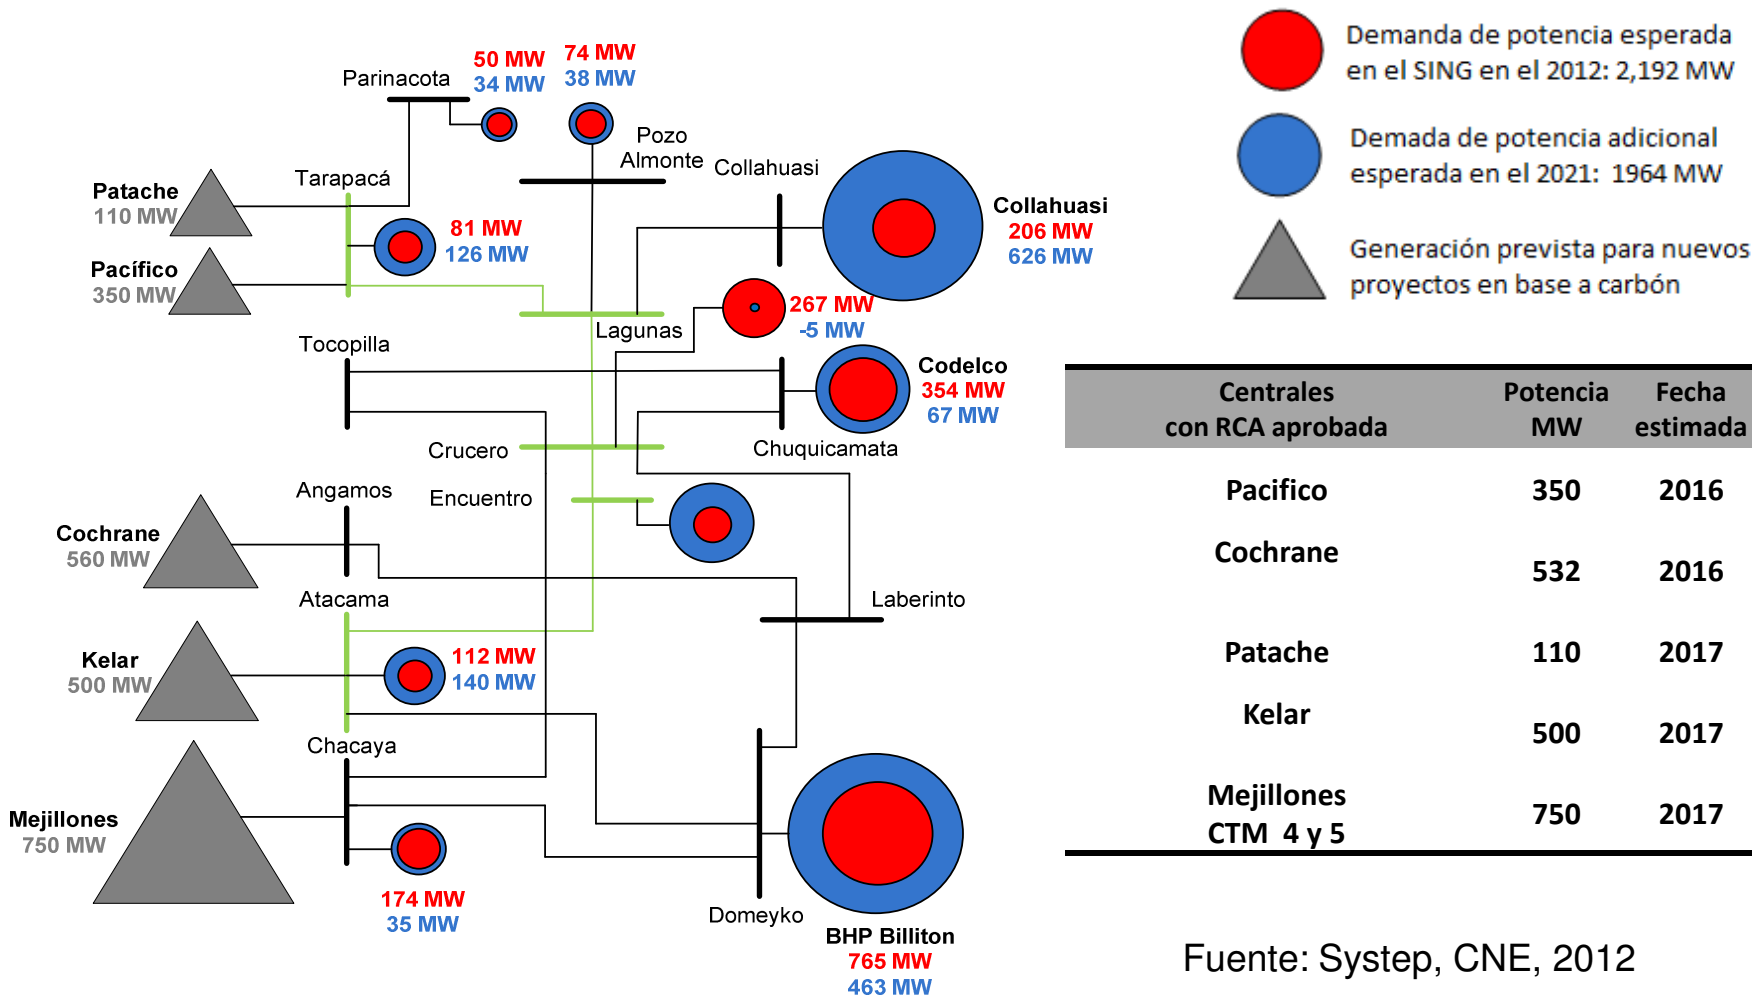 50 MW
34 MW
74 MW
38 MW
Parinacota
Pozo
Almonte
Collahuasi
Patache
110 MW
Tarapacá
81 MW
126 MW
Collahuasi
206 MW
626 MW
Pacífico
350 MW
267 MW
-5 MW
Lagunas
Tocopilla
Codelco
354 MW
67 MW
Crucero
Chuquicamata
Angamos
Encuentro
Cochrane
560 MW
Atacama
Laberinto
Kelar
500 MW
112 MW
140 MW
Chacaya
Mejillones
750 MW
174 MW
35 MW
Domeyko
BHP Billiton
765 MW
463 MW
Demanda de potencia esperada
en el SING en el 2012: 2,192 MW
Demada de potencia adicional
esperada en el 2021: 1964 MW
Generación prevista para nuevos
proyectos en base a carbón
Centrales Potencia Fecha
con RCA aprobada MW estimada
Pacifico 350 2016
Cochrane 532 2016
Patache 110 2017
Kelar 500 2017
Mejillones
CTM 4 y 5 750 2017
Fuente: Systep, CNE, 2012